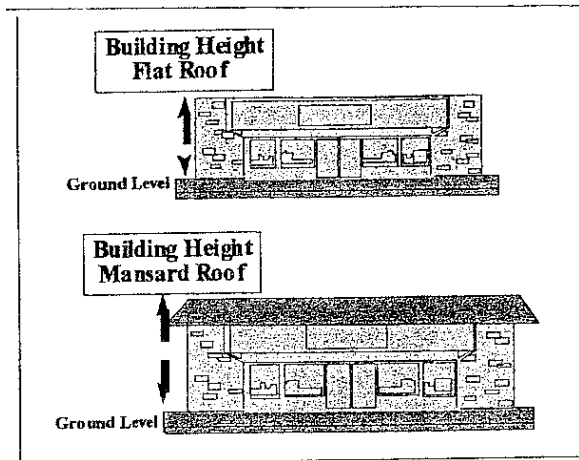 Building Height
Flat Roof
Ground Level
Building Height
Mansard Roof
Ground Level